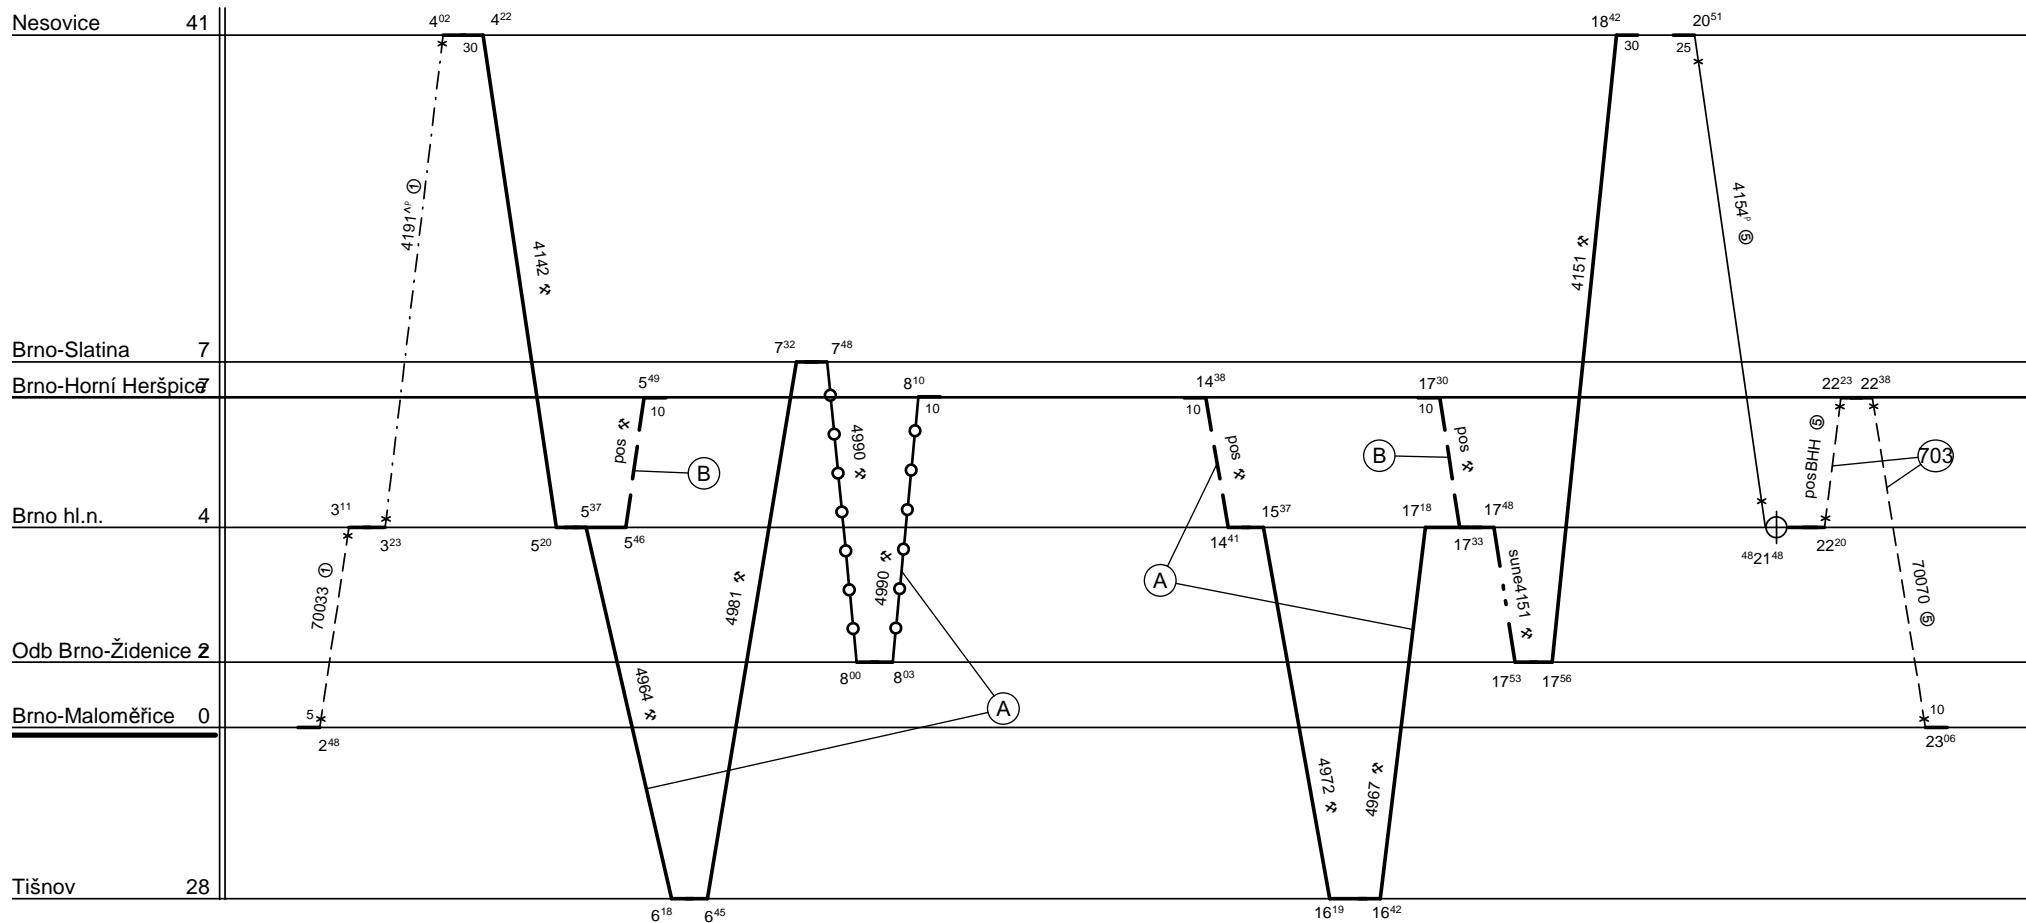 Nesovice 41
4⁰² 4²² 18⁴² 20⁵¹
30 30 25
4191^ᵖ ①
4142 ⚒
4151 ⚒
4154ᵖ ⑤
Brno-Slatina 7
7³² 7⁴⁸
Brno-Horní Heršpice 7
5⁴⁹ 8¹⁰ 14³⁸ 17³⁰ 22²³ 22³⁸
10 10 10 10
pos ⚒ B 4990 ⚒ pos ⚒ B pos ⚒ posBHH ⑤ 703
Brno hl.n. 4
3¹¹ 5³⁷ 15³⁷ 17¹⁸ 17⁴⁸
3²³ 5²⁰ 5⁴⁶ 14⁴¹ 17³³ ⁴⁸21⁴⁸ 22²⁰
70033 ① 4981 ⚒ 4990 ⚒ A sune4151 ⚒ 70070 ⑤
Odb Brno-Židenice 2
8⁰⁰ 8⁰³ 17⁵³ 17⁵⁶
4964 ⚒ A
Brno-Maloměřice 0
5 10
2⁴⁸ 23⁰⁶
4972 ⚒ 4967 ⚒
Tišnov 28
6¹⁸ 6⁴⁵ 16¹⁹ 16⁴²